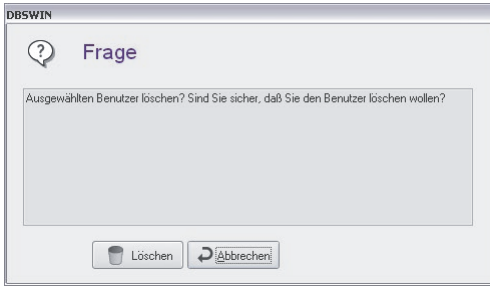 DBSWIN
Frage
Ausgewählten Benutzer löschen? Sind Sie sicher, daß Sie den Benutzer löschen wollen?
Löschen Abbrechen